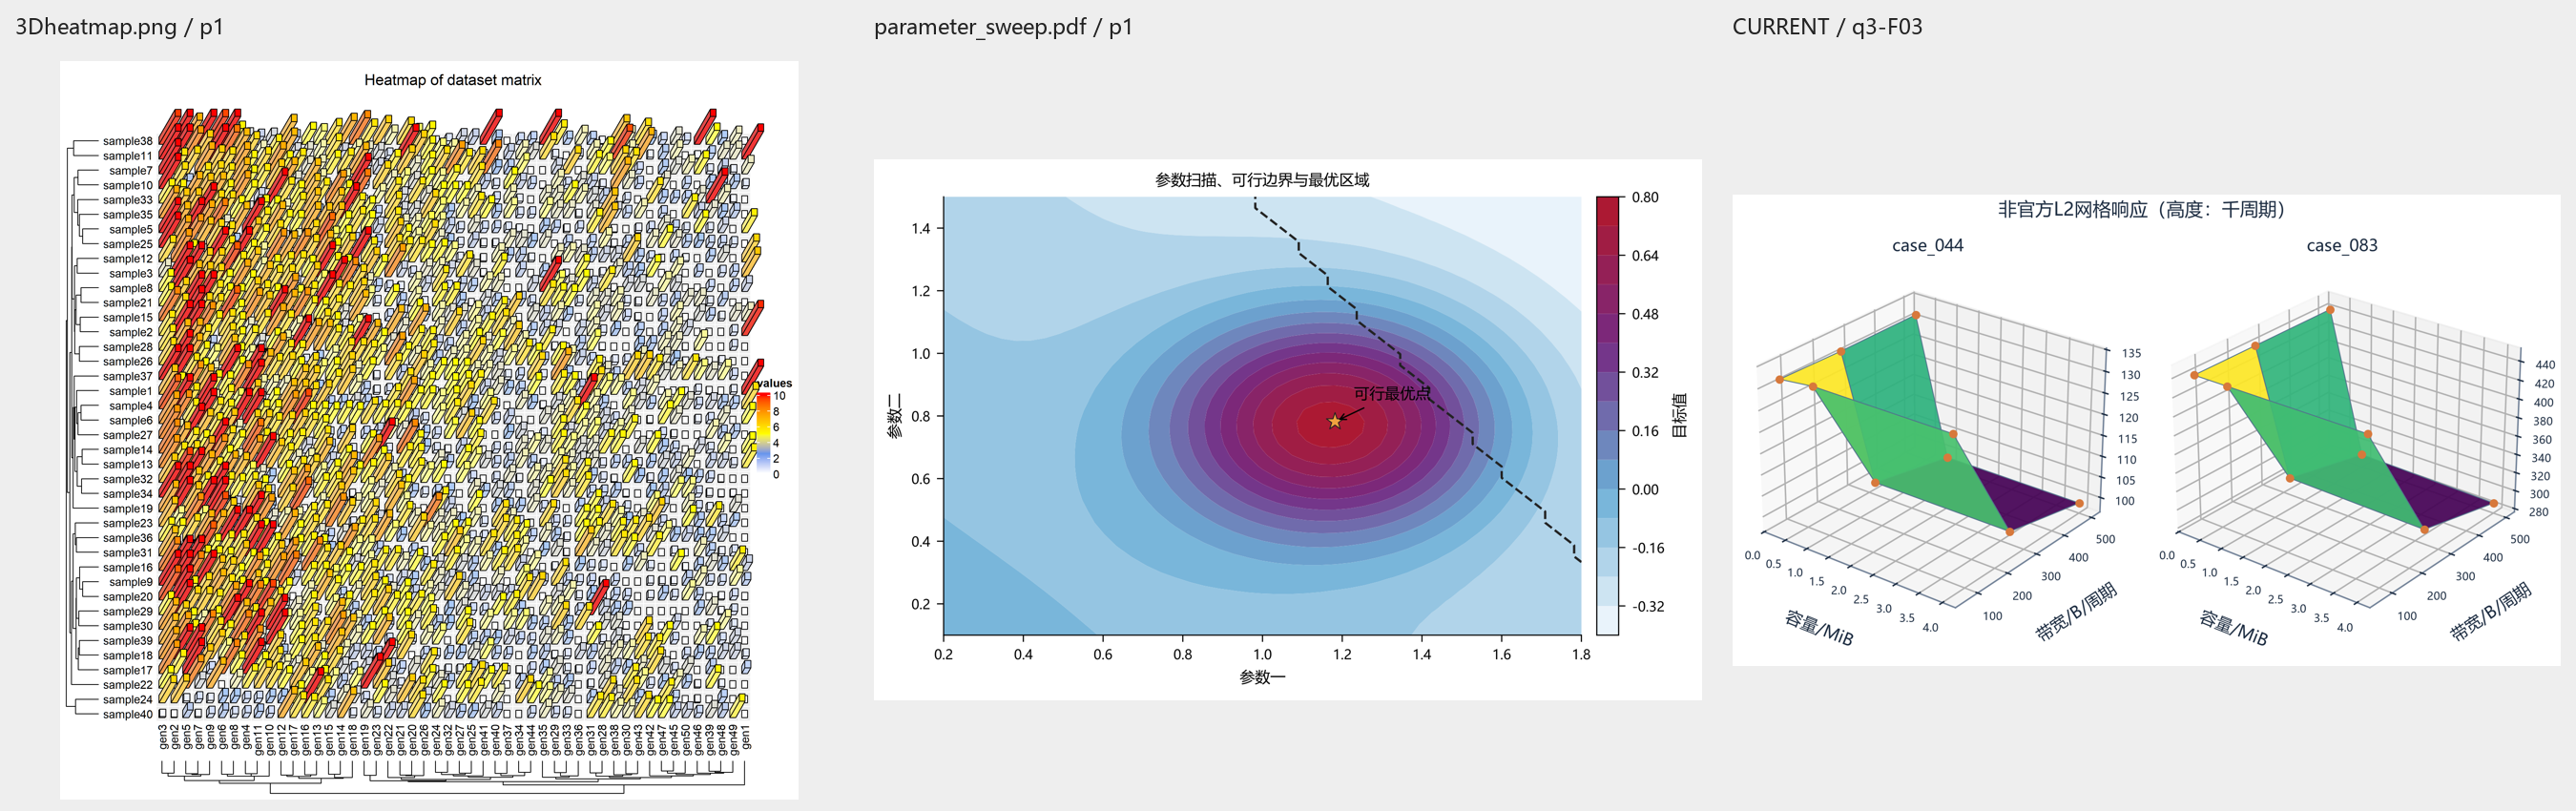 3Dheatmap.png / p1
Heatmap of dataset matrix
sample38
sample11
sample7
sample10
sample33
sample35
sample5
sample25
sample12
sample3
sample8
sample21
sample15
sample2
sample28
sample26
sample37
sample1
sample4
sample6
sample27
sample14
sample13
sample32
sample34
sample19
sample23
sample36
sample31
sample16
sample9
sample20
sample29
sample30
sample39
sample18
sample17
sample22
sample24
sample40
values
10
8
6
4
2
0
parameter_sweep.pdf / p1
参数扫描、可行边界与最优区域
参数二
1.4
1.2
1.0
0.8
0.6
0.4
0.2
可行最优点
0.2 0.4 0.6 0.8 1.0 1.2 1.4 1.6 1.8
参数一
0.80
0.64
0.48
0.32
0.16
0.00
-0.16
-0.32
目标值
CURRENT / q3-F03
非官方L2网格响应（高度：千周期）
case_044
135
130
125
120
115
110
105
100
0.0 0.5 1.0 1.5 2.0 2.5 3.0 3.5 4.0
容量/MiB
100 200 300 400 500
带宽/B/周期
case_083
440
420
400
380
360
340
320
300
280
0.0 0.5 1.0 1.5 2.0 2.5 3.0 3.5 4.0
容量/MiB
100 200 300 400 500
带宽/B/周期